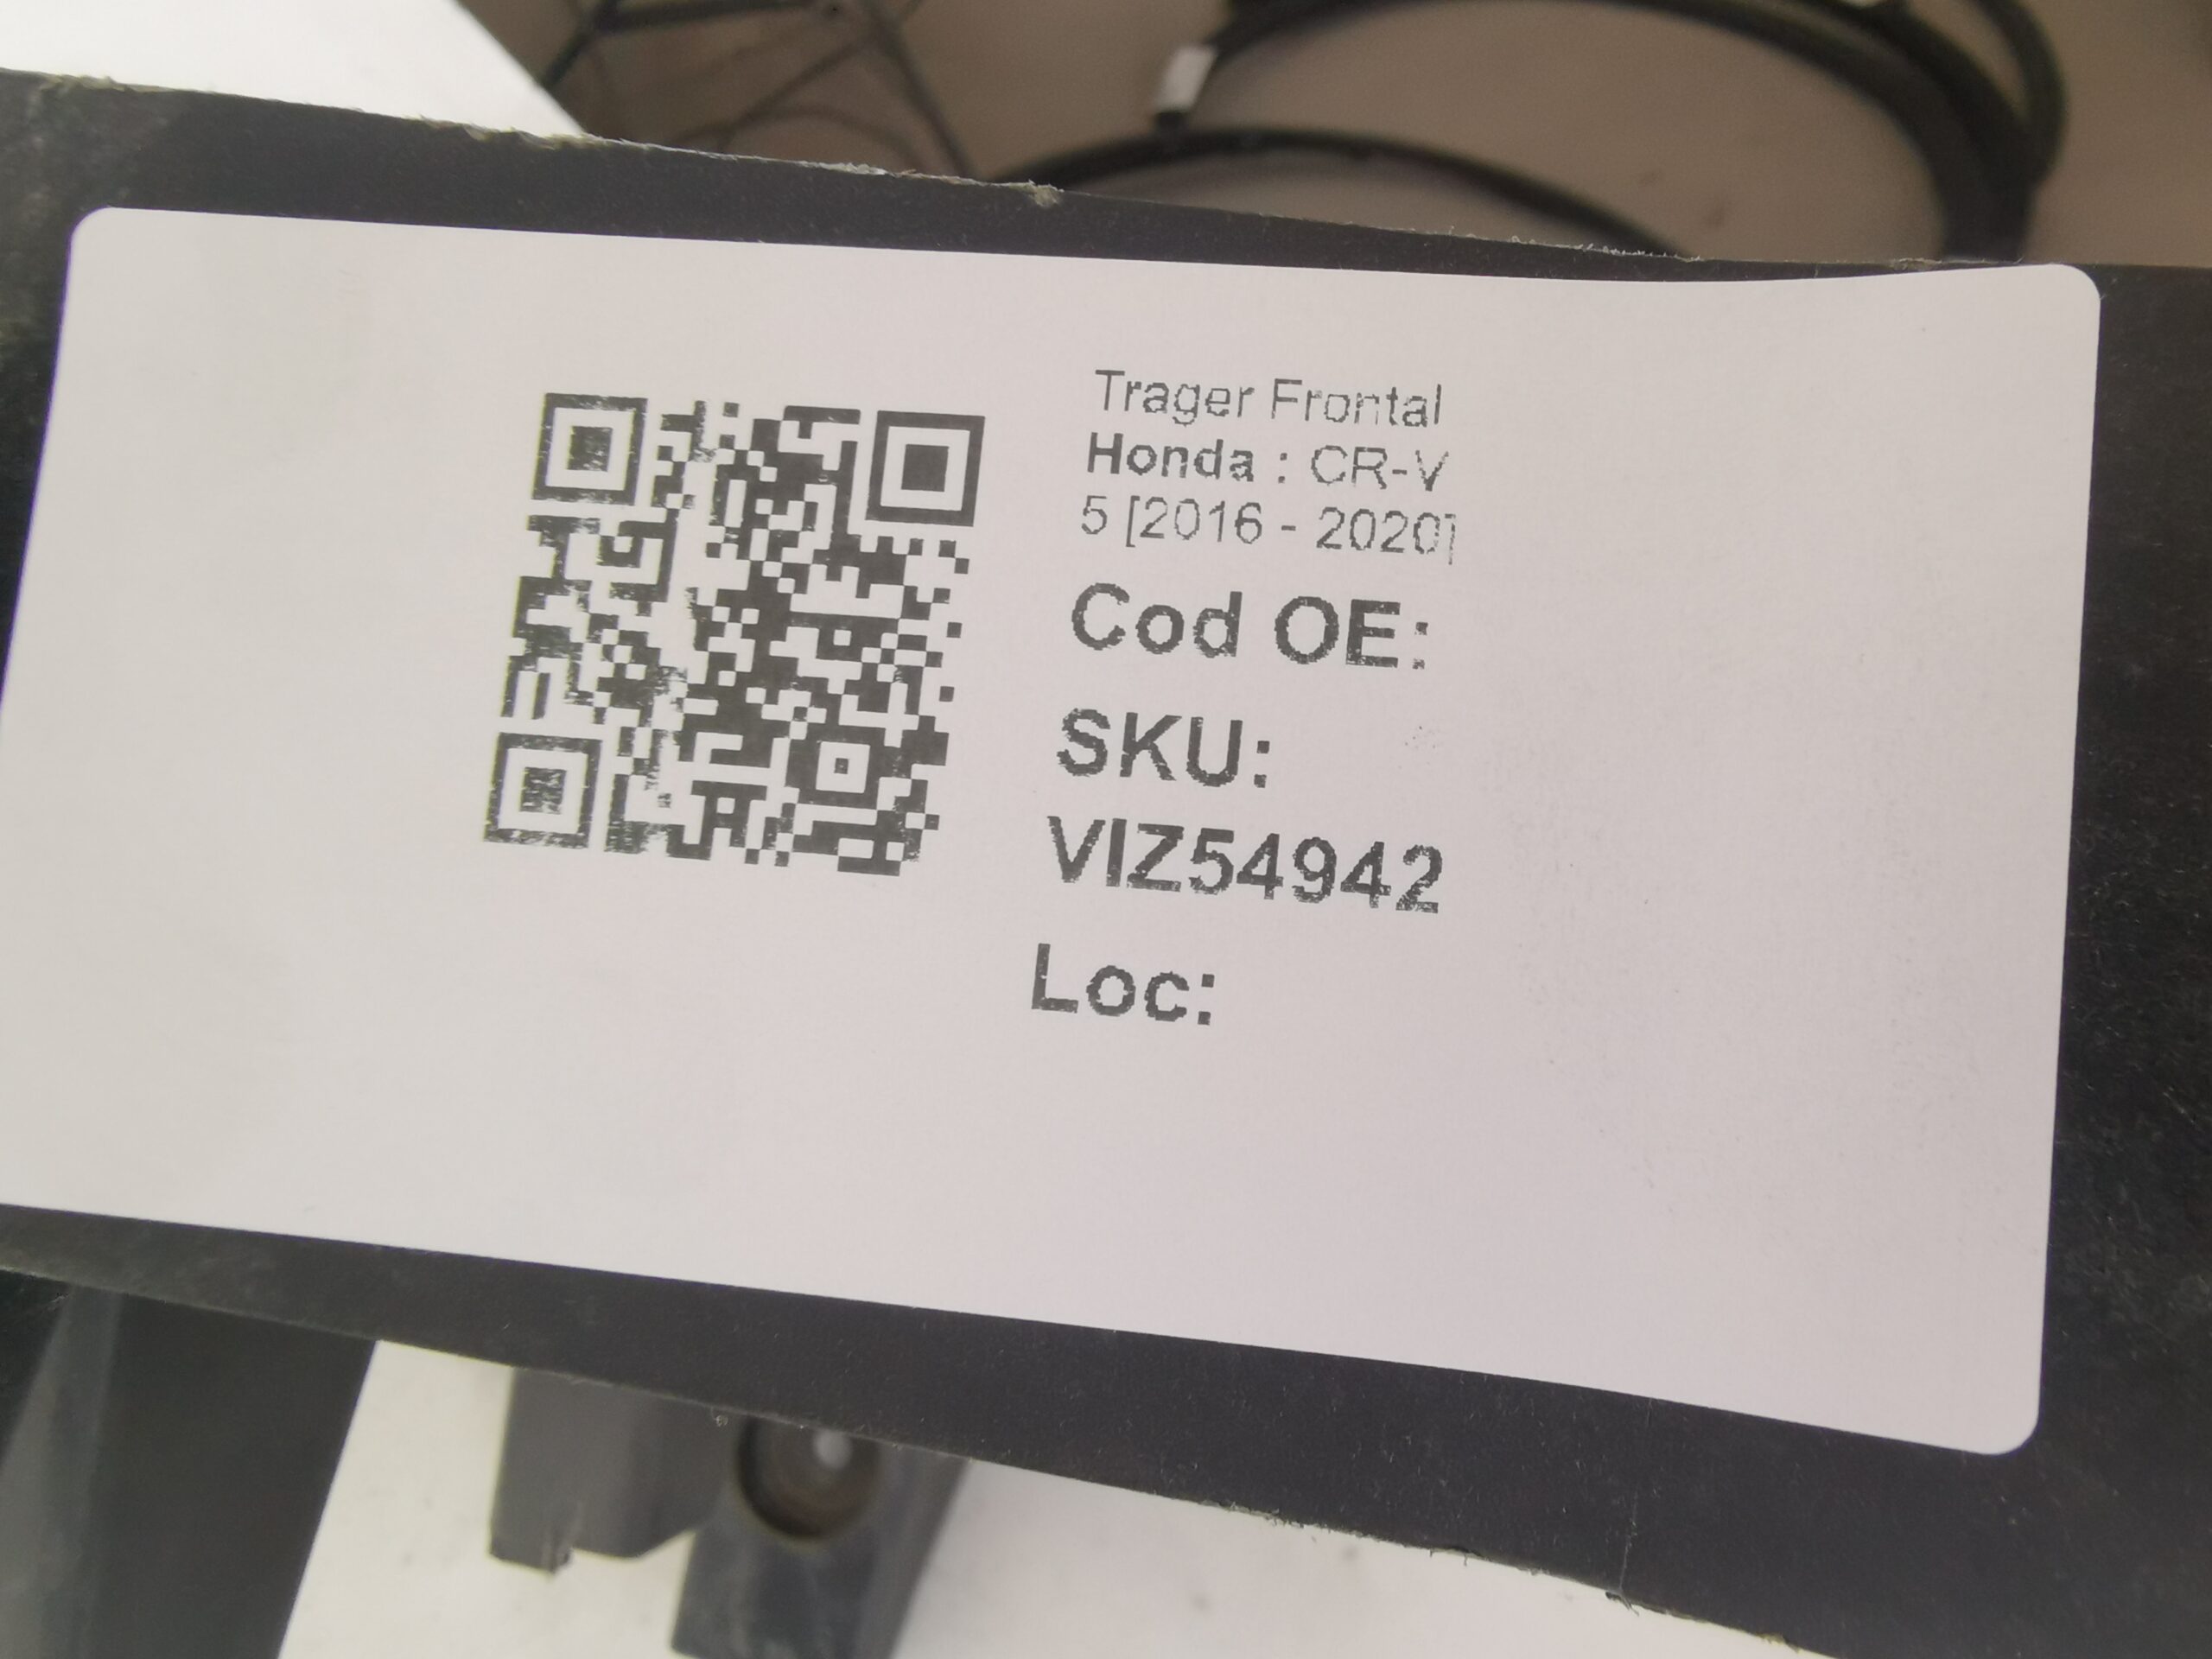 Trager Frontal
Honda : CR-V
5 [2016 - 2020]
Cod OE:
SKU:
VIZ54942
Loc: